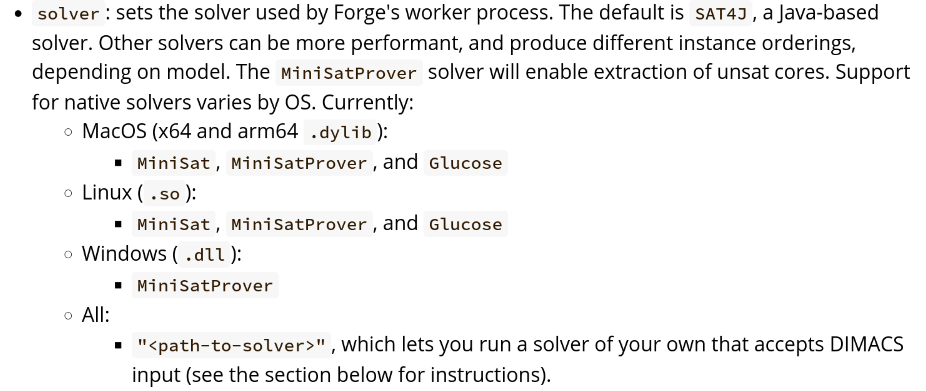 solver : sets the solver used by Forge's worker process. The default is SAT4J , a Java-based
solver. Other solvers can be more performant, and produce different instance orderings,
depending on model. The MiniSatProver solver will enable extraction of unsat cores. Support
for native solvers varies by OS. Currently:
MacOS (x64 and arm64 .dylib ):
MiniSat , MiniSatProver , and Glucose
Linux ( .so ):
MiniSat , MiniSatProver , and Glucose
Windows ( .dll ):
MiniSatProver
All:
"<path-to-solver>" , which lets you run a solver of your own that accepts DIMACS
input (see the section below for instructions).